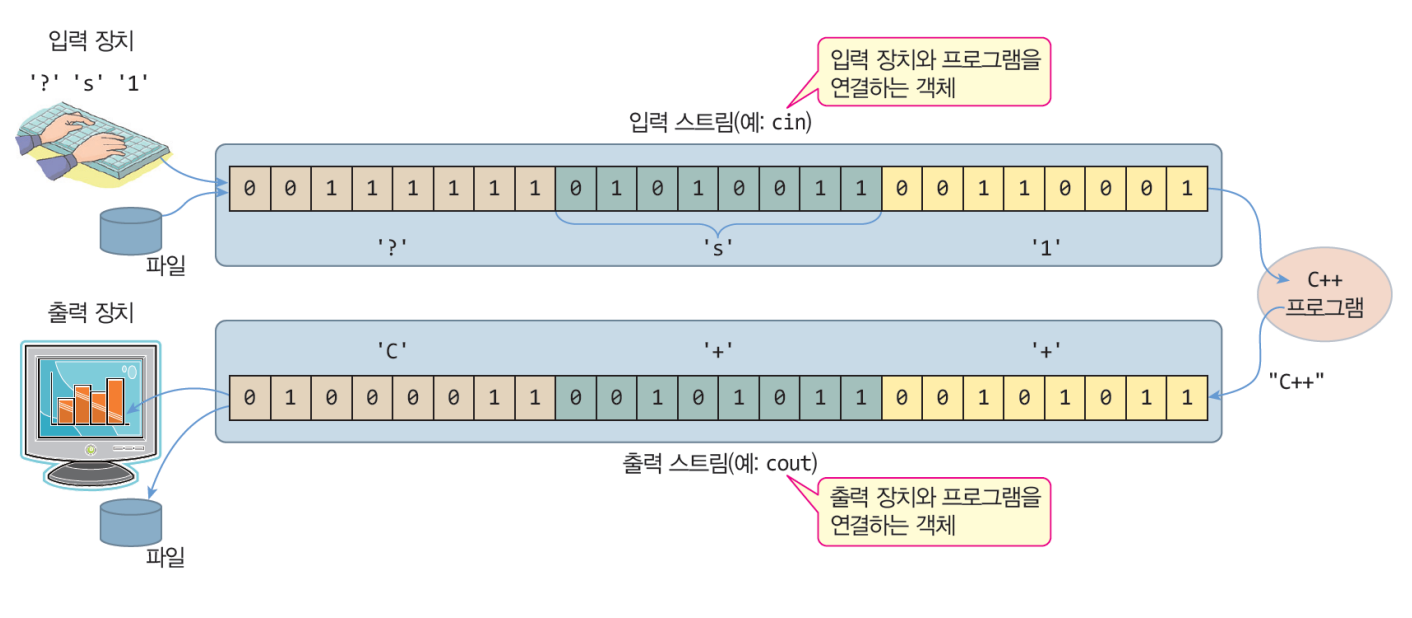 입력 장치
'?' 's' '1'
입력 장치와 프로그램을
연결하는 객체
입력 스트림(예: cin)
0 0 1 1 1 1 1 1 0 1 0 1 0 0 1 1 0 0 1 1 0 0 0 1
'?' 's' '1'
파일
C++
프로그램
출력 장치
'C' '+' '+'
0 1 0 0 0 0 1 1 0 0 1 0 1 0 1 1 0 0 1 0 1 0 1 1
"C++"
출력 스트림(예: cout)
출력 장치와 프로그램을
연결하는 객체
파일